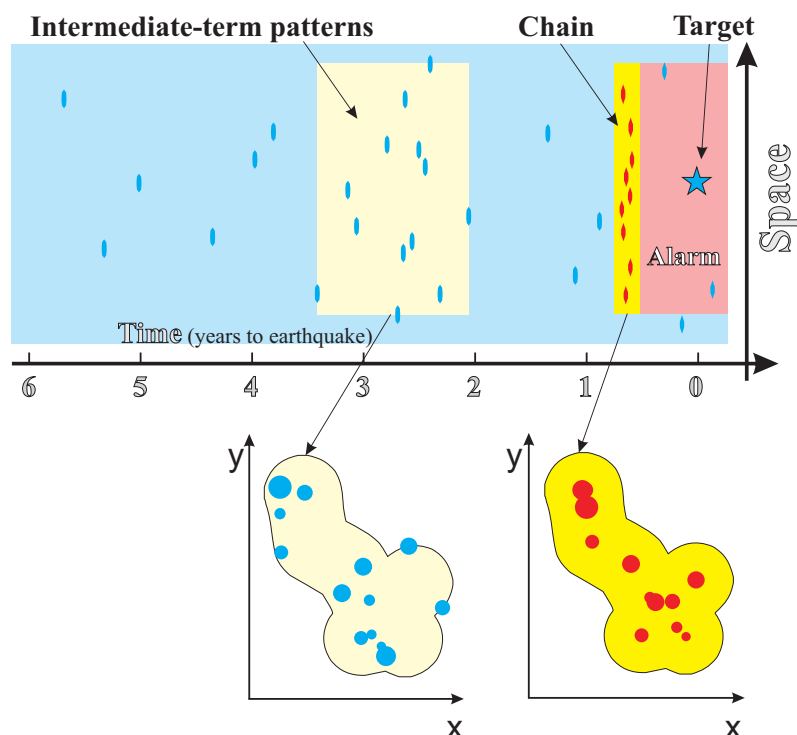 Intermediate-term patterns
Chain
Target
Space
Alarm
Time (years to earthquake)
6 5 4 3 2 1 0
y
y
x
x